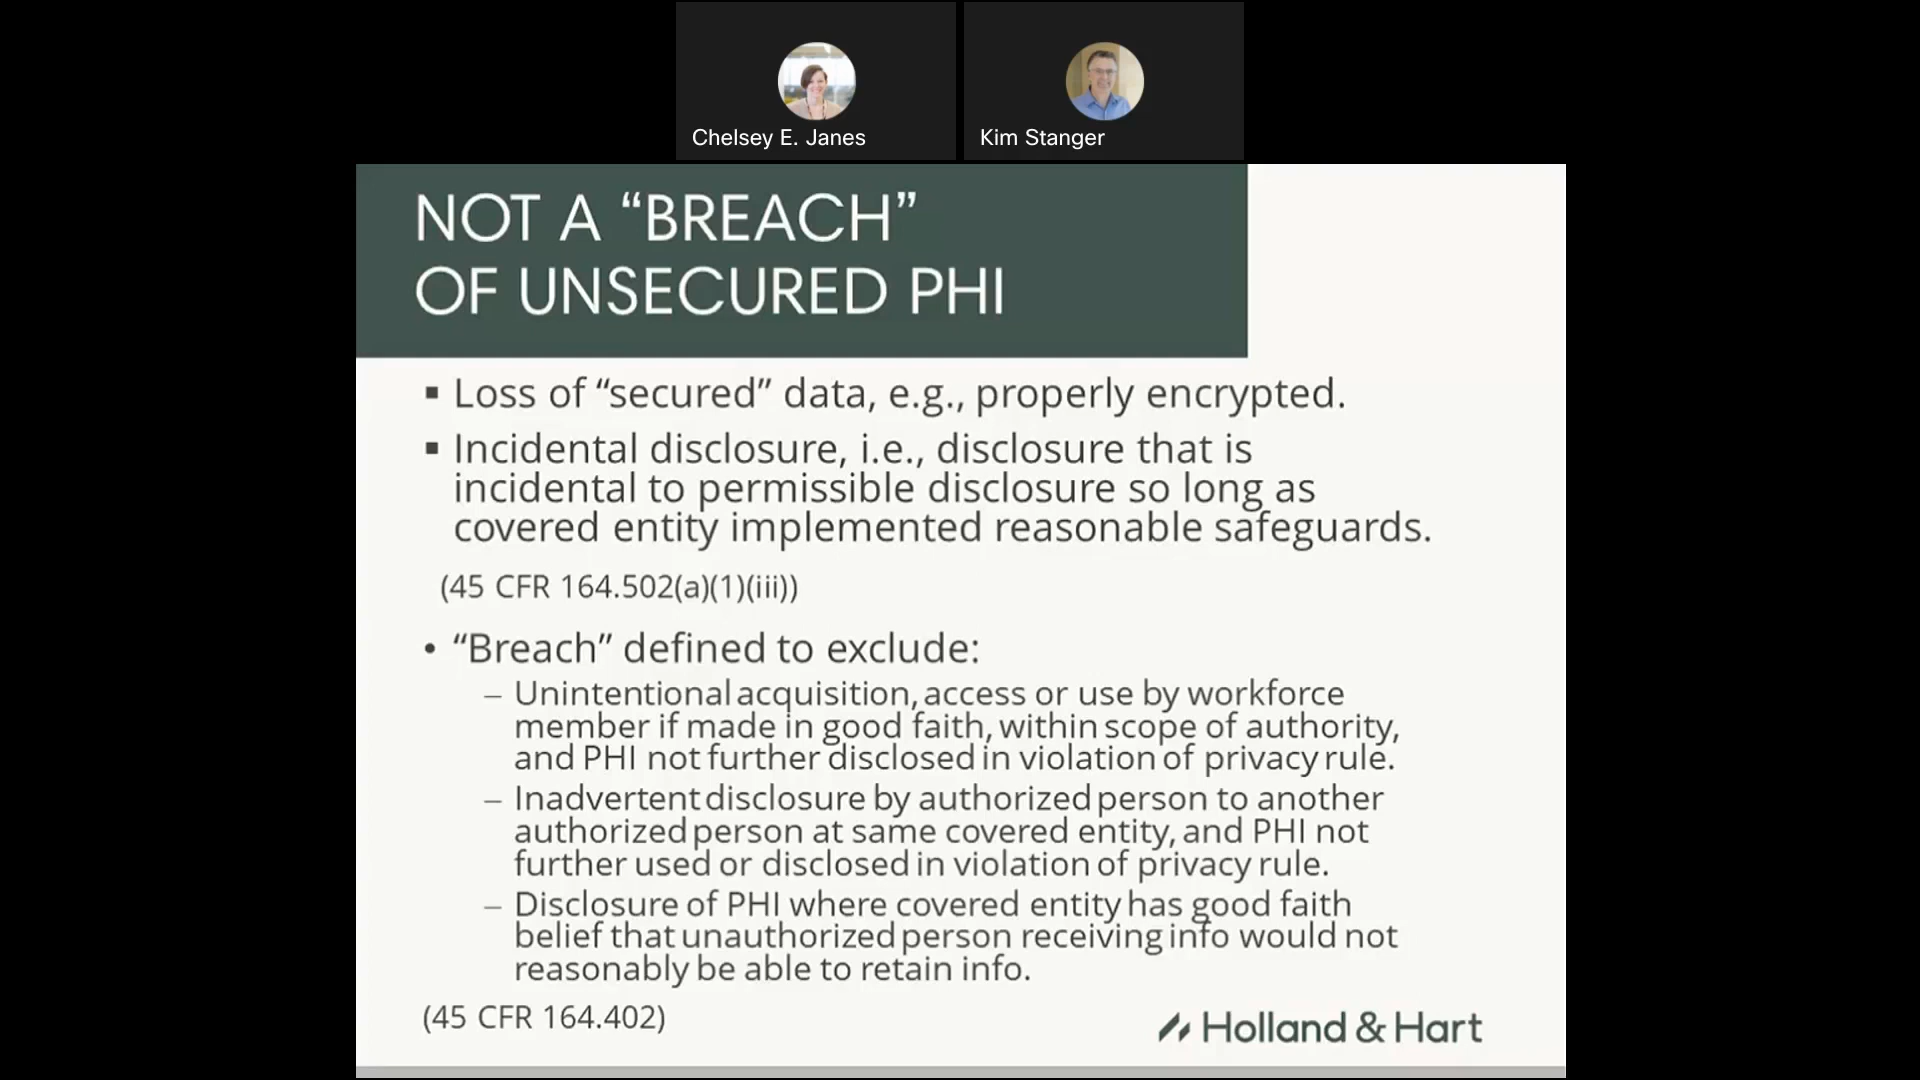 Chelsey E. Janes
Kim Stanger
NOT A “BREACH”
OF UNSECURED PHI
▪ Loss of “secured” data, e.g., properly encrypted.
▪ Incidental disclosure, i.e., disclosure that is
incidental to permissible disclosure so long as
covered entity implemented reasonable safeguards.
(45 CFR 164.502(a)(1)(iii))
• “Breach” defined to exclude:
– Unintentional acquisition, access or use by workforce
member if made in good faith, within scope of authority,
and PHI not further disclosed in violation of privacy rule.
– Inadvertent disclosure by authorized person to another
authorized person at same covered entity, and PHI not
further used or disclosed in violation of privacy rule.
– Disclosure of PHI where covered entity has good faith
belief that unauthorized person receiving info would not
reasonably be able to retain info.
(45 CFR 164.402)
Holland & Hart